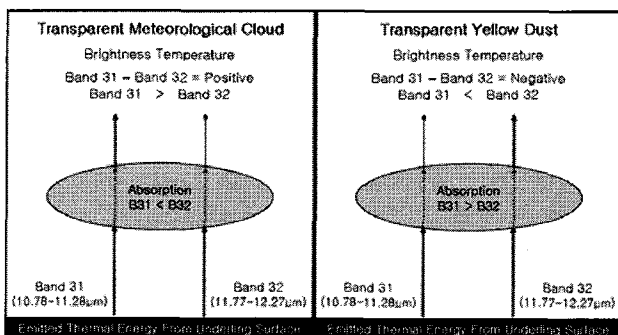 Transparent Meteorological Cloud
Brightness Temperature
Band 31 - Band 32 = Positive
Band 31 > Band 32
Absorption
B31 < B32
Band 31
(10.78~11.28μm)
Band 32
(11.77~12.27μm)
Emitted Thermal Energy From Underling Surface
Transparent Yellow Dust
Brightness Temperature
Band 31 - Band 32 = Negative
Band 31 < Band 32
Absorption
B31 > B32
Band 31
(10.78~11.28μm)
Band 32
(11.77~12.27μm)
Emitted Thermal Energy From Underling Surface